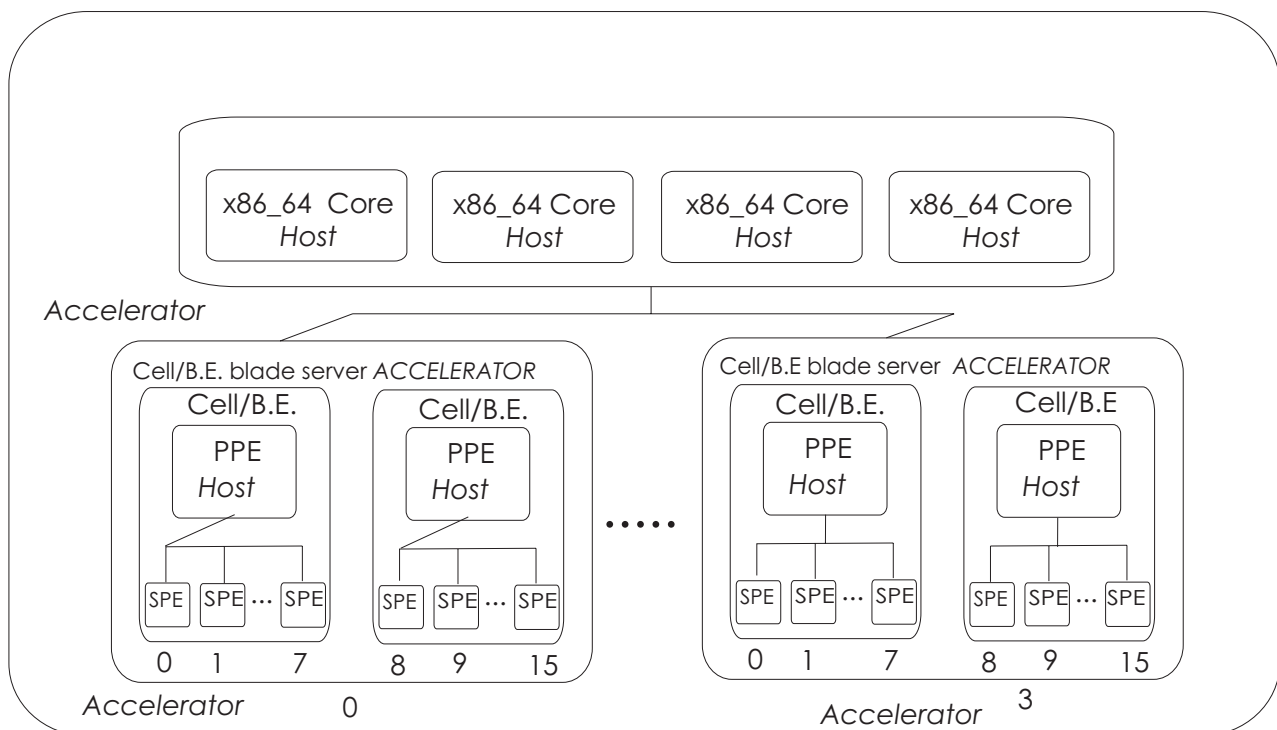 x86_64 Core
Host
x86_64 Core
Host
x86_64 Core
Host
x86_64 Core
Host
Accelerator
Cell/B.E. blade server ACCELERATOR
Cell/B.E.
PPE
Host
SPE SPE ... SPE
0 1 7
Cell/B.E.
PPE
Host
SPE SPE ... SPE
8 9 15
Accelerator 0
.....
Cell/B.E blade server ACCELERATOR
Cell/B.E.
PPE
Host
SPE SPE ... SPE
0 1 7
Cell/B.E
PPE
Host
SPE SPE ... SPE
8 9 15
Accelerator 3